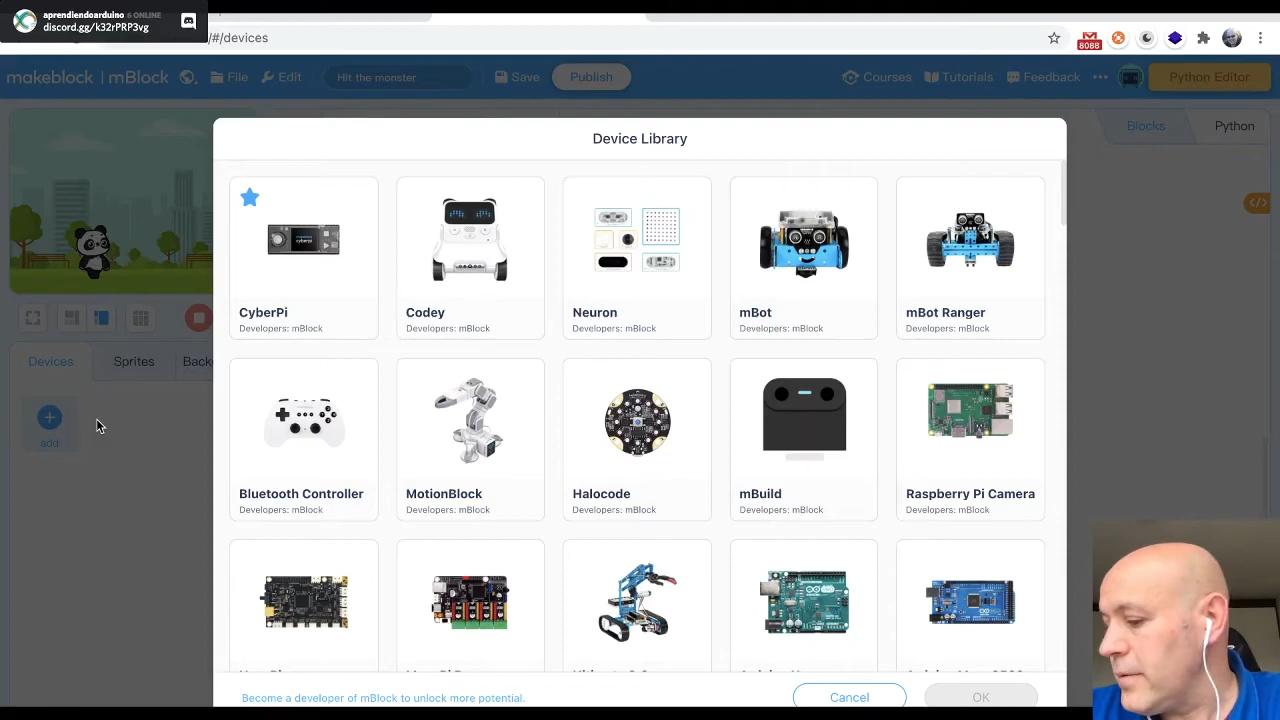 aprendiendoarduino 6 ONLINE
discord.gg/k32rPRP3vg
/#/devices
8088
makeblock | mBlock
File
Edit
Hit the monster
Save
Publish
Courses
Tutorials
Feedback
Python Editor
Blocks
Python
Device Library
CyberPi
Developers: mBlock
Codey
Developers: mBlock
Neuron
Developers: mBlock
mBot
Developers: mBlock
mBot Ranger
Developers: mBlock
Devices
Sprites
Back
add
Bluetooth Controller
Developers: mBlock
MotionBlock
Developers: mBlock
Halocode
Developers: mBlock
mBuild
Developers: mBlock
Raspberry Pi Camera
Developers: mBlock
Become a developer of mBlock to unlock more potential.
Cancel
OK